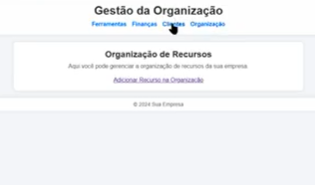 Gestão da Organização
Ferramentas Finanças Clientes Organização
Organização de Recursos
Aqui você pode gerenciar a organização de recursos da sua empresa
Adicionar Recurso na Organização
© 2024 Sua Empresa